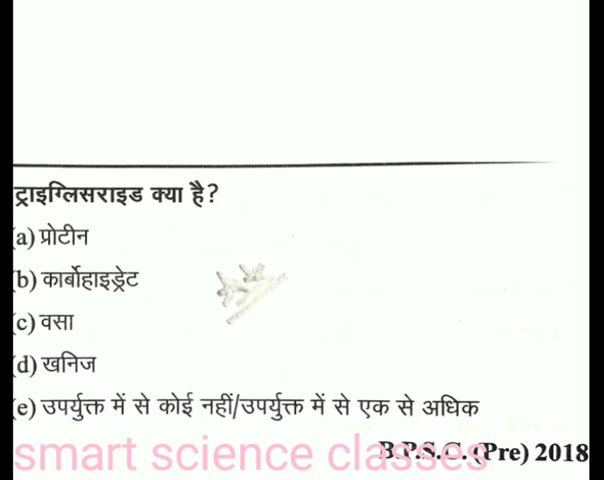 ट्राइग्लिसराइड क्या है?
(a) प्रोटीन
(b) कार्बोहाइड्रेट
(c) वसा
(d) खनिज
(e) उपर्युक्त में से कोई नहीं/उपर्युक्त में से एक से अधिक
B.P.S.C. (Pre) 2018
smart science classes